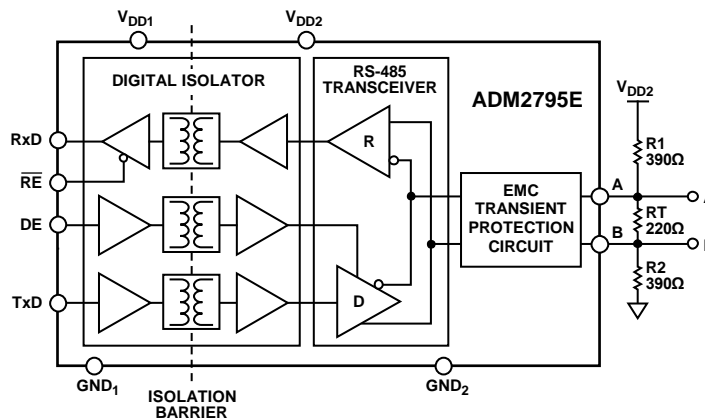 VDD1
VDD2
DIGITAL ISOLATOR
RS-485
TRANSCEIVER
ADM2795E
VDD2
RxD
R
R1
390Ω
RE
A
DE
EMC
TRANSIENT
PROTECTION
CIRCUIT
RT
220Ω
B
R2
390Ω
TxD
D
GND1
GND2
ISOLATION
BARRIER